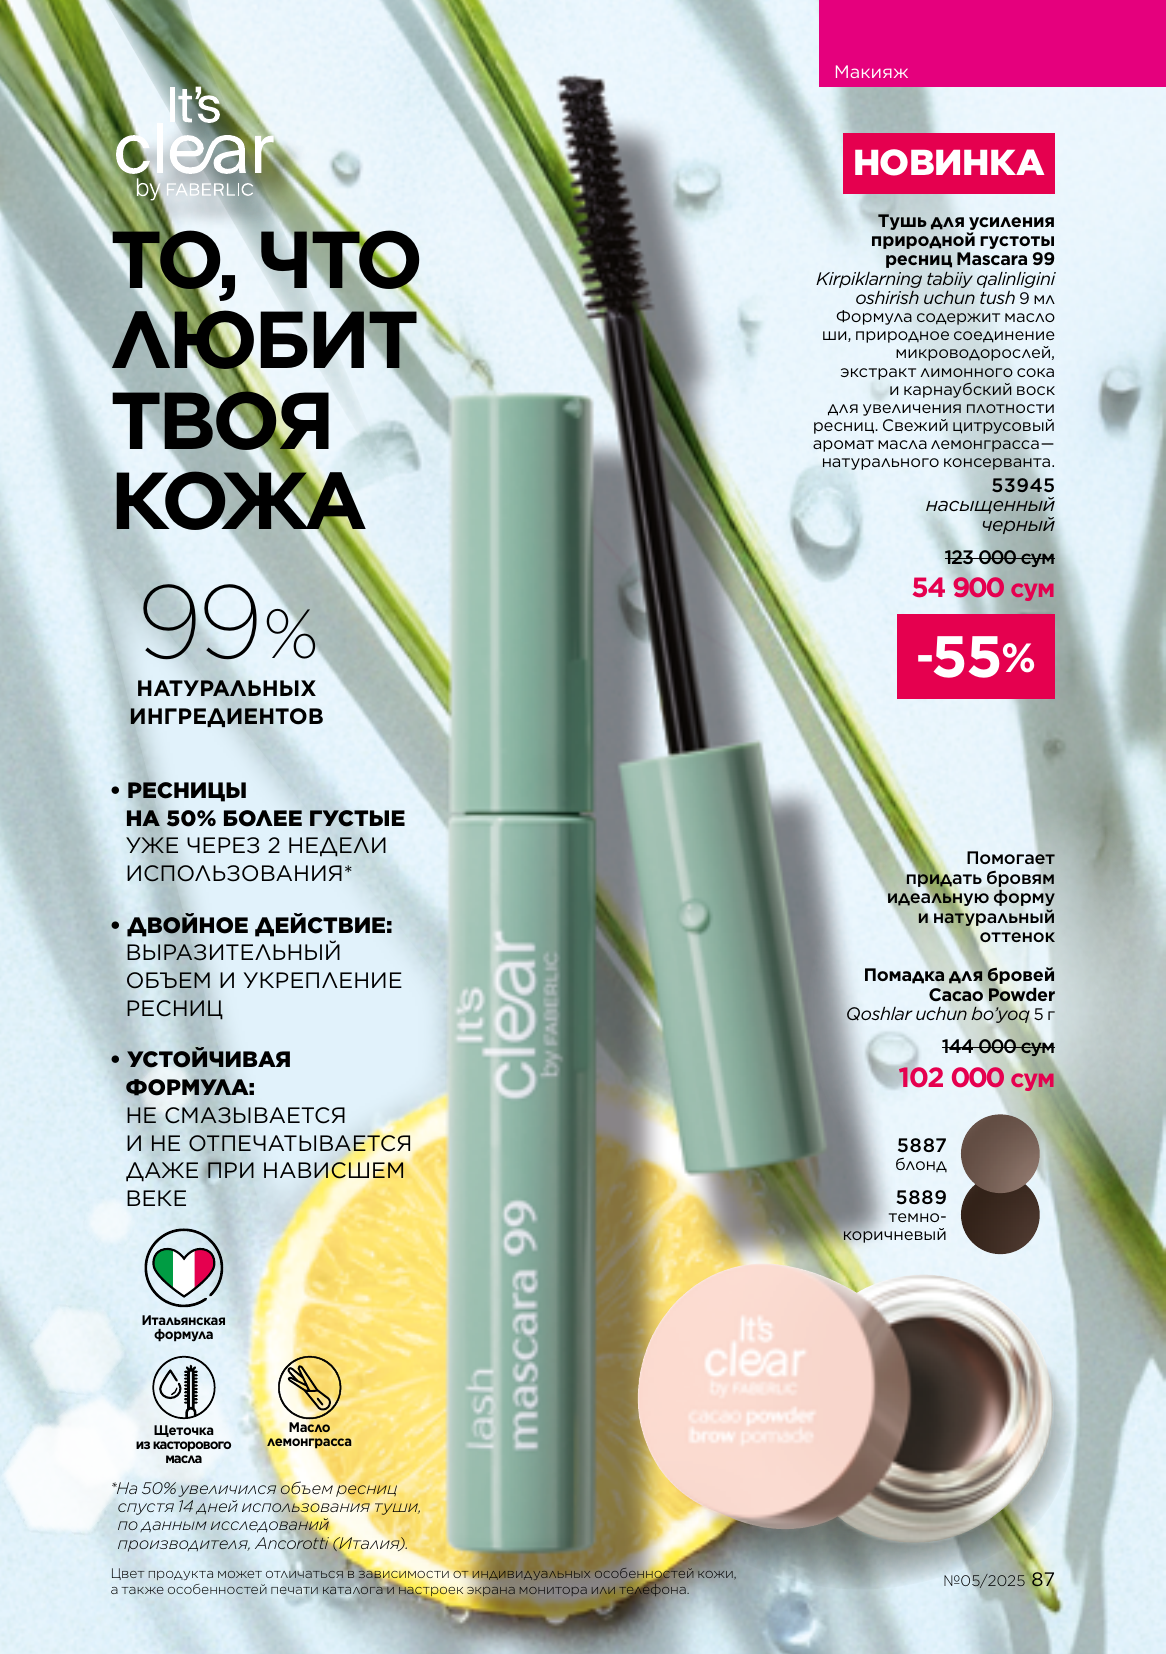 Макияж
It's
clear
by FABERLIC
ТО, ЧТО
ЛЮБИТ
ТВОЯ
КОЖА
99%
НАТУРАЛЬНЫХ
ИНГРЕДИЕНТОВ
• РЕСНИЦЫ
НА 50% БОЛЕЕ ГУСТЫЕ
УЖЕ ЧЕРЕЗ 2 НЕДЕЛИ
ИСПОЛЬЗОВАНИЯ*
• ДВОЙНОЕ ДЕЙСТВИЕ:
ВЫРАЗИТЕЛЬНЫЙ
ОБЪЕМ И УКРЕПЛЕНИЕ
РЕСНИЦ
• УСТОЙЧИВАЯ
ФОРМУЛА:
НЕ СМАЗЫВАЕТСЯ
И НЕ ОТПЕЧАТЫВАЕТСЯ
ДАЖЕ ПРИ НАВИСШЕМ
ВЕКЕ
Итальянская
формула
Щеточка
из касторового
масла
Масло
лемонграсса
*На 50% увеличился объем ресниц
спустя 14 дней использования туши,
по данным исследований
производителя, Ancorotti (Италия).
It's
clear
by FABERLIC
lash
mascara 99
НОВИНКА
Тушь для усиления
природной густоты
ресниц Mascara 99
Kirpiklarning tabiiy qalinligini
oshirish uchun tush 9 мл
Формула содержит масло
ши, природное соединение
микроводорослей,
экстракт лимонного сока
и карнаубский воск
для увеличения плотности
ресниц. Свежий цитрусовый
аромат масла лемонграсса—
натурального консерванта.
53945
насыщенный
черный
123 000 сум
54 900 сум
-55%
Помогает
придать бровям
идеальную форму
и натуральный
оттенок
Помадка для бровей
Cacao Powder
Qoshlar uchun bo'yoq 5 г
144 000 сум
102 000 сум
5887
блонд
5889
темно-
коричневый
It's
clear
by FABERLIC
cacao powder
brow pomade
Цвет продукта может отличаться в зависимости от индивидуальных особенностей кожи,
а также особенностей печати каталога и настроек экрана монитора или телефона.
№05/2025 87